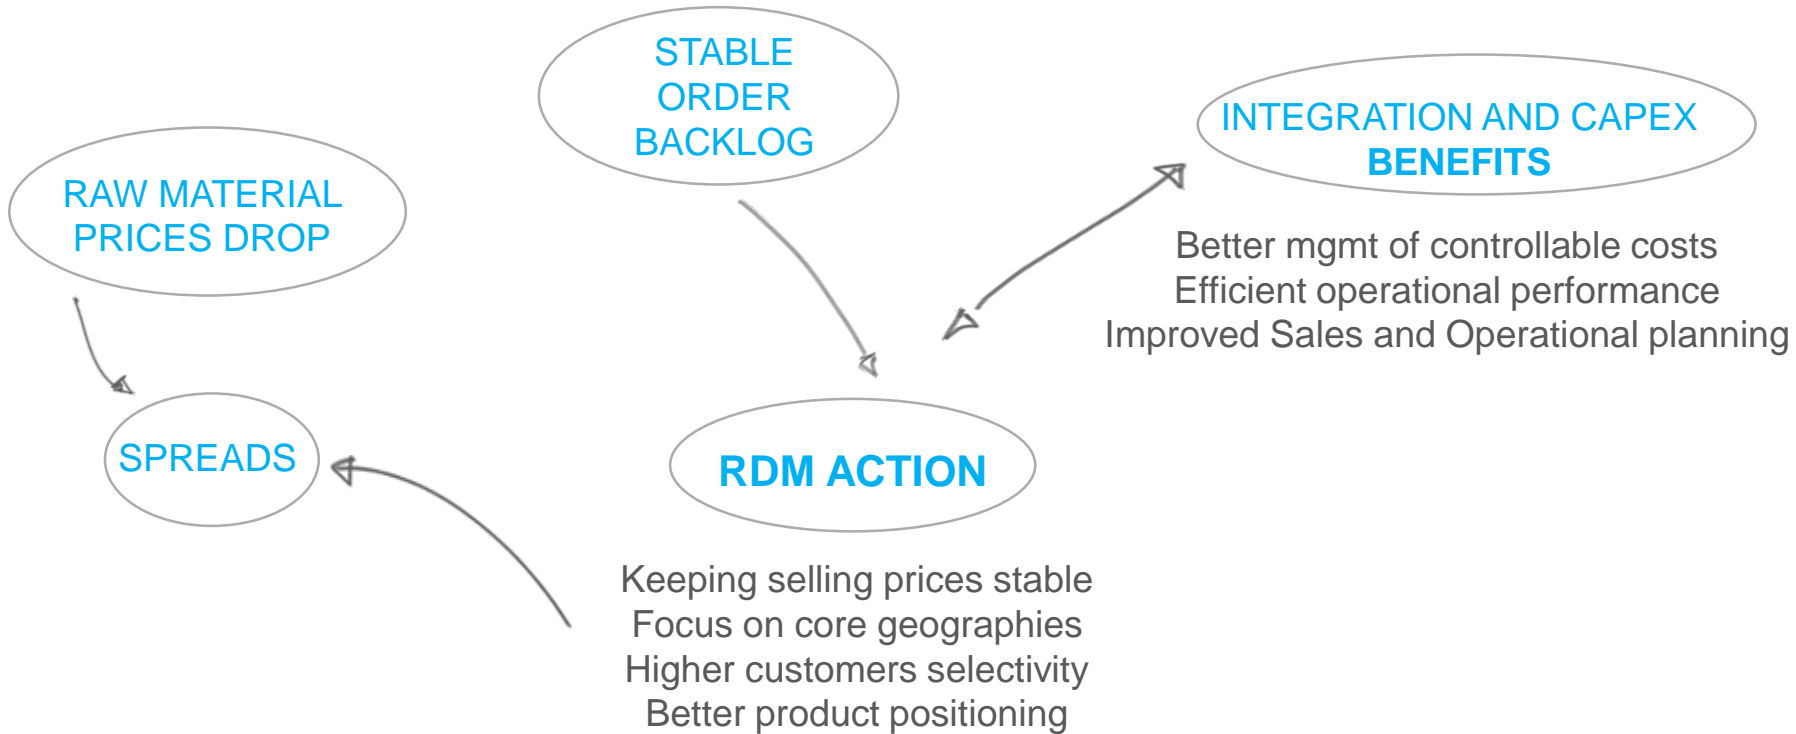 STABLE
ORDER
BACKLOG
INTEGRATION AND CAPEX
BENEFITS
RAW MATERIAL
PRICES DROP
Better mgmt of controllable costs
Efficient operational performance
Improved Sales and Operational planning
SPREADS
RDM ACTION
Keeping selling prices stable
Focus on core geographies
Higher customers selectivity
Better product positioning